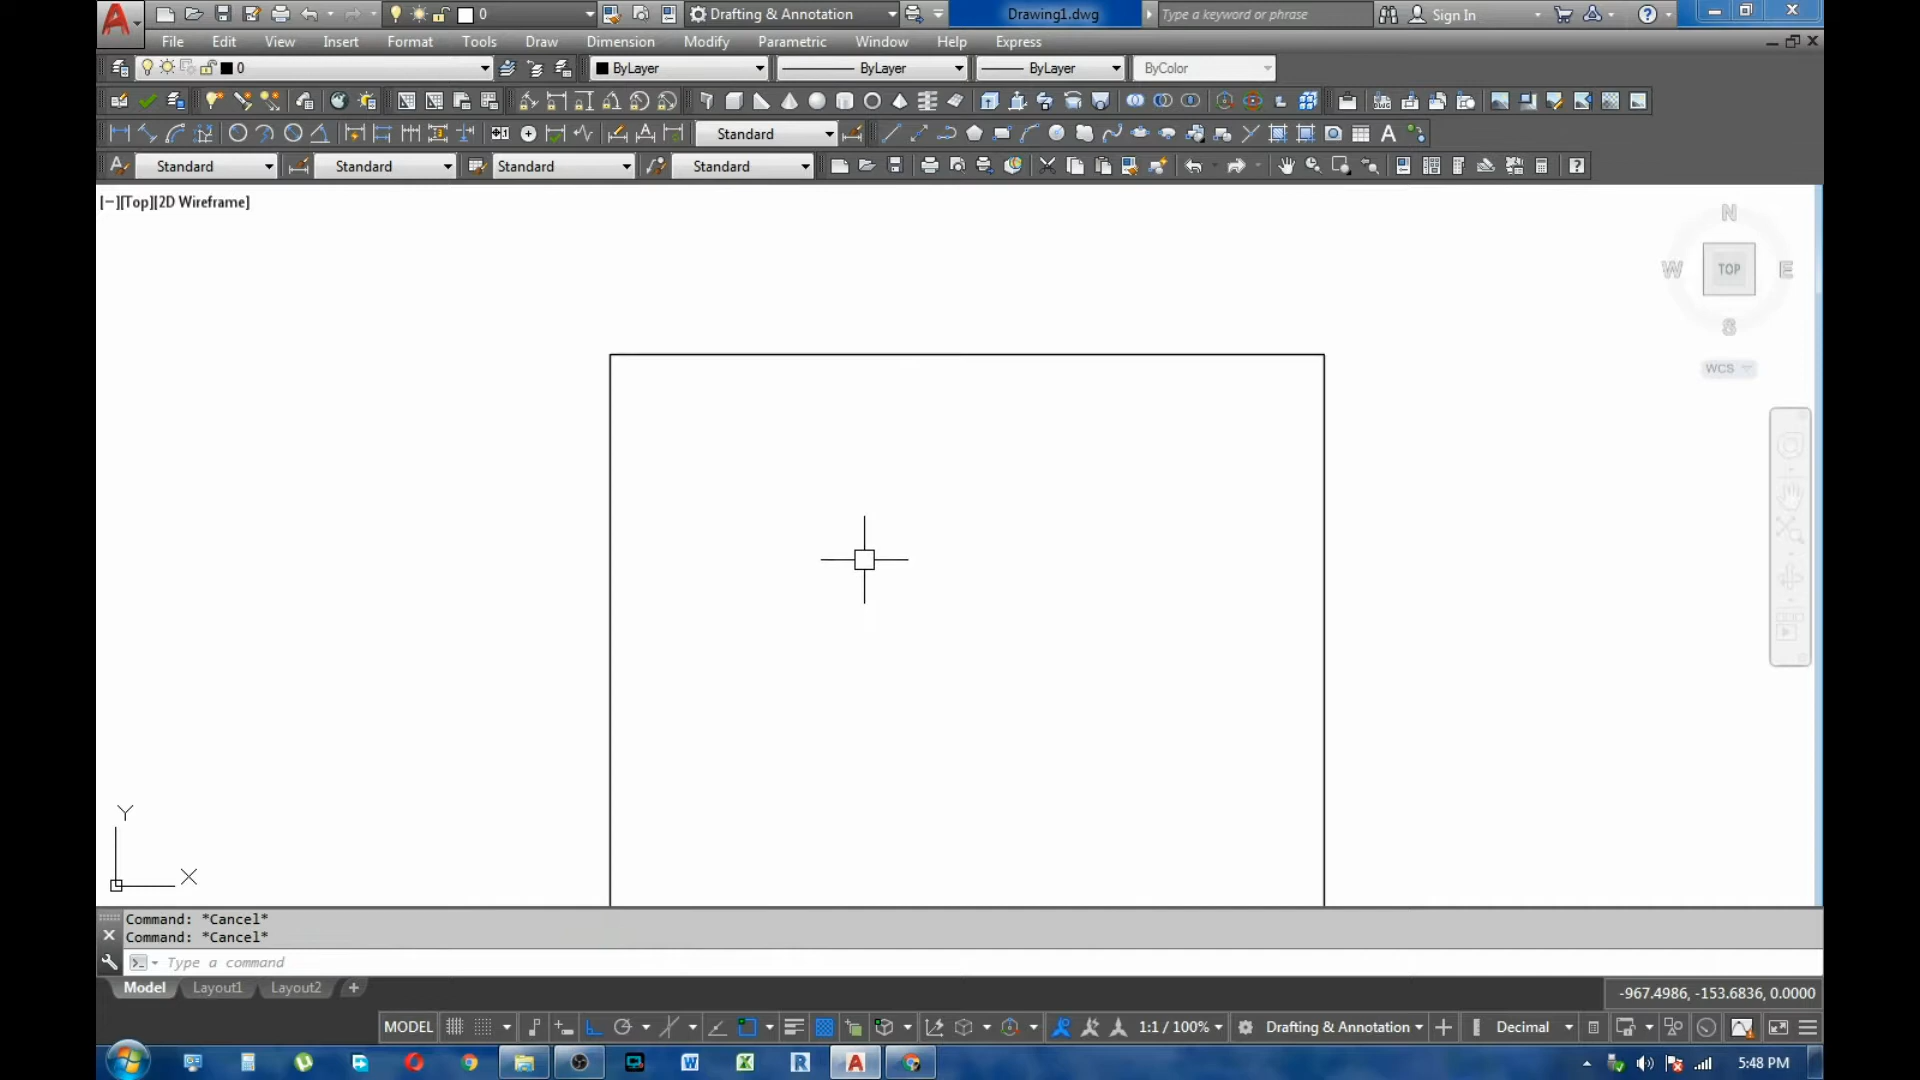 0 Drafting & Annotation Drawing1.dwg Type a keyword or phrase Sign In
File Edit View Insert Format Tools Draw Dimension Modify Parametric Window Help Express
0 ByLayer ByLayer ByLayer ByColor
Standard
Standard Standard Standard Standard
[−][Top][2D Wireframe]
N
W TOP E
S
WCS
Y
X
Command: *Cancel*
Command: *Cancel*
Type a command
Model Layout1 Layout2 +
-967.4986, -153.6836, 0.0000
MODEL 1:1 / 100% Drafting & Annotation Decimal
5:48 PM